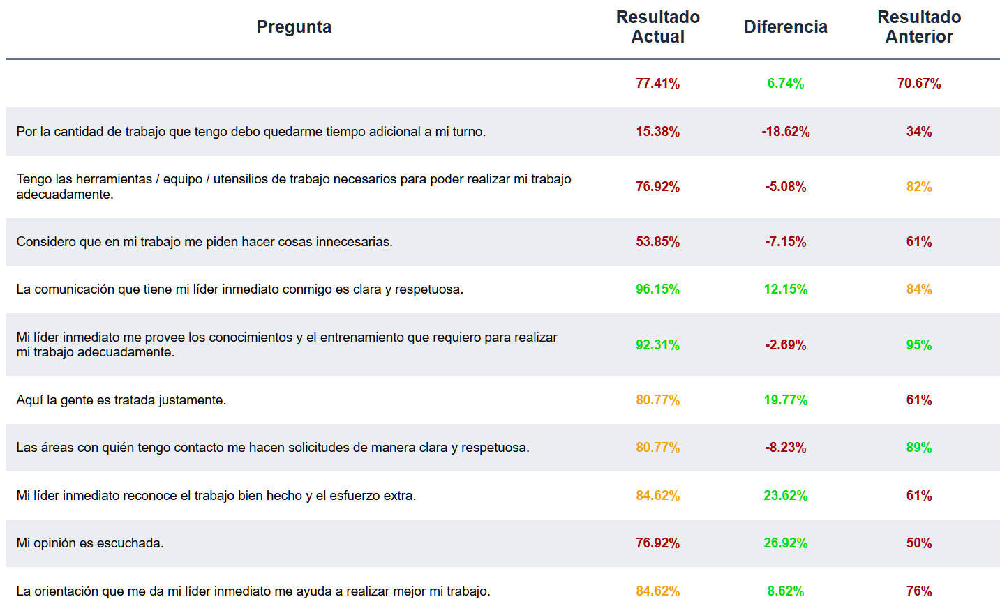 Pregunta Resultado Actual Diferencia Resultado Anterior
77.41% 6.74% 70.67%
Por la cantidad de trabajo que tengo debo quedarme tiempo adicional a mi turno. 15.38% -18.62% 34%
Tengo las herramientas / equipo / utensilios de trabajo necesarios para poder realizar mi trabajo
adecuadamente. 76.92% -5.08% 82%
Considero que en mi trabajo me piden hacer cosas innecesarias. 53.85% -7.15% 61%
La comunicación que tiene mi líder inmediato conmigo es clara y respetuosa. 96.15% 12.15% 84%
Mi líder inmediato me provee los conocimientos y el entrenamiento que requiero para realizar
mi trabajo adecuadamente. 92.31% -2.69% 95%
Aquí la gente es tratada justamente. 80.77% 19.77% 61%
Las áreas con quién tengo contacto me hacen solicitudes de manera clara y respetuosa. 80.77% -8.23% 89%
Mi líder inmediato reconoce el trabajo bien hecho y el esfuerzo extra. 84.62% 23.62% 61%
Mi opinión es escuchada. 76.92% 26.92% 50%
La orientación que me da mi líder inmediato me ayuda a realizar mejor mi trabajo. 84.62% 8.62% 76%